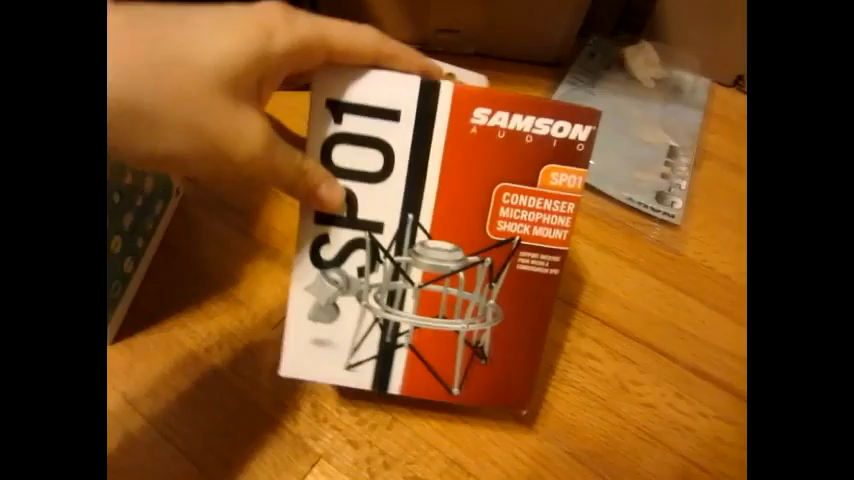 SP01
SAMSON
AUDIO
SP01
CONDENSER
MICROPHONE
SHOCK MOUNT